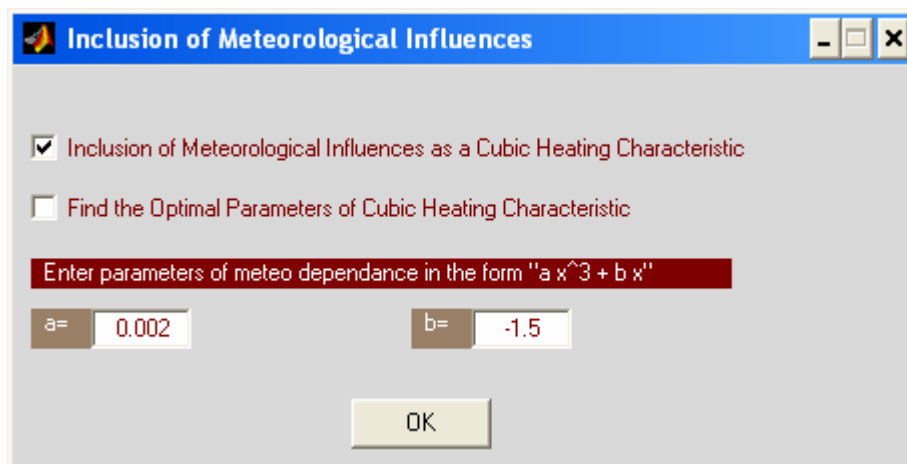 Inclusion of Meteorological Influences
Inclusion of Meteorological Influences as a Cubic Heating Characteristic
Find the Optimal Parameters of Cubic Heating Characteristic
Enter parameters of meteo dependance in the form "a x^3 + b x"
a= 0.002 b= -1.5
OK